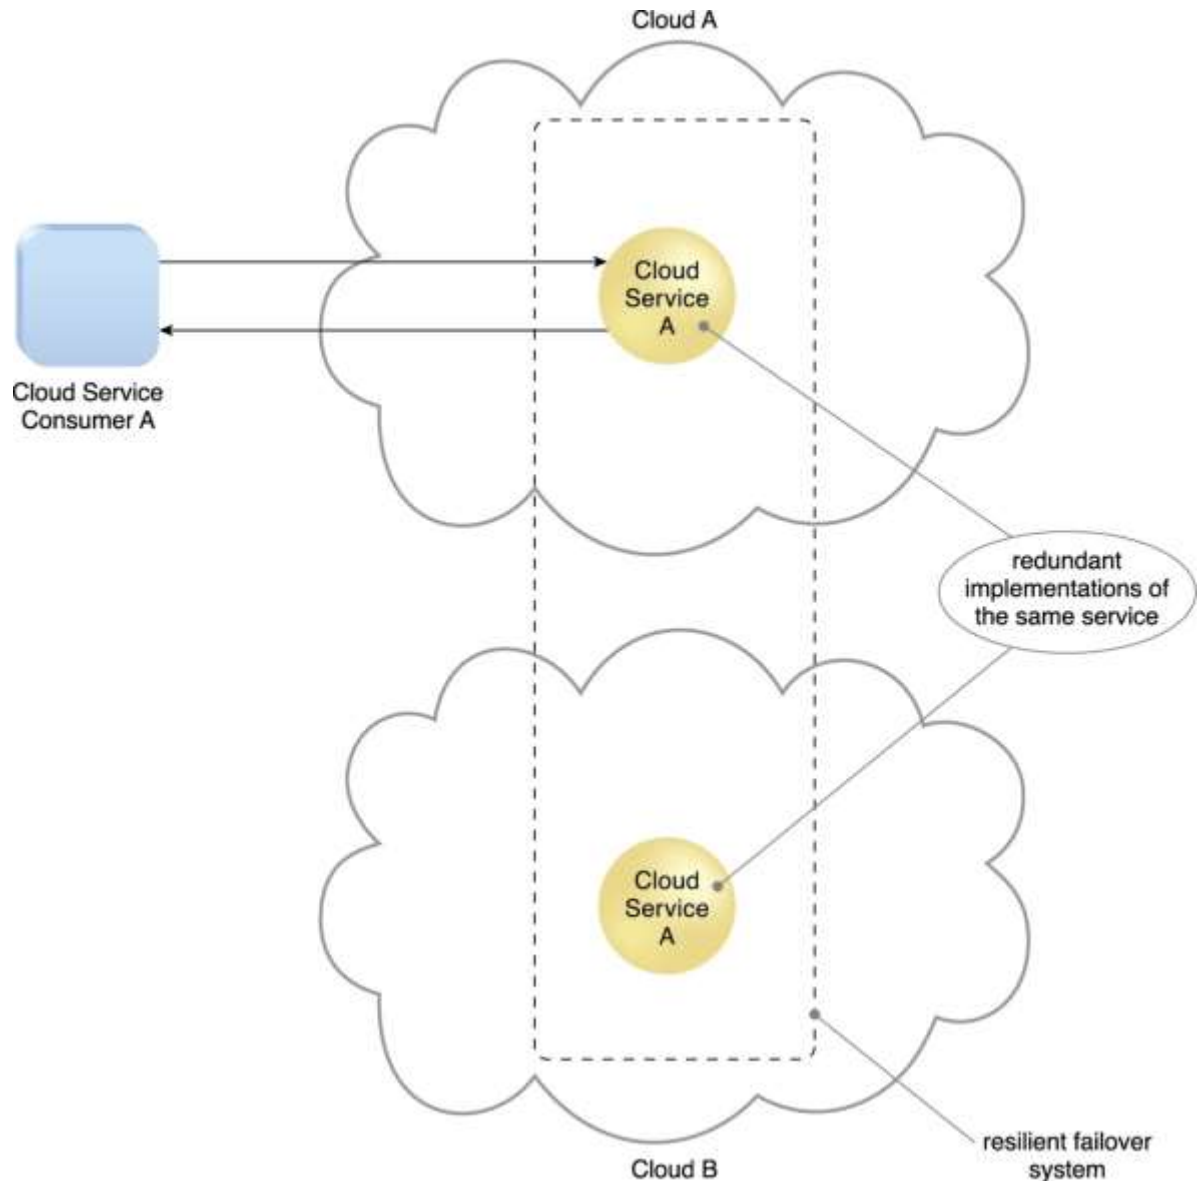 Cloud A
Cloud
Service
A
Cloud Service
Consumer A
redundant
implementations of
the same service
Cloud
Service
A
resilient failover
system
Cloud B